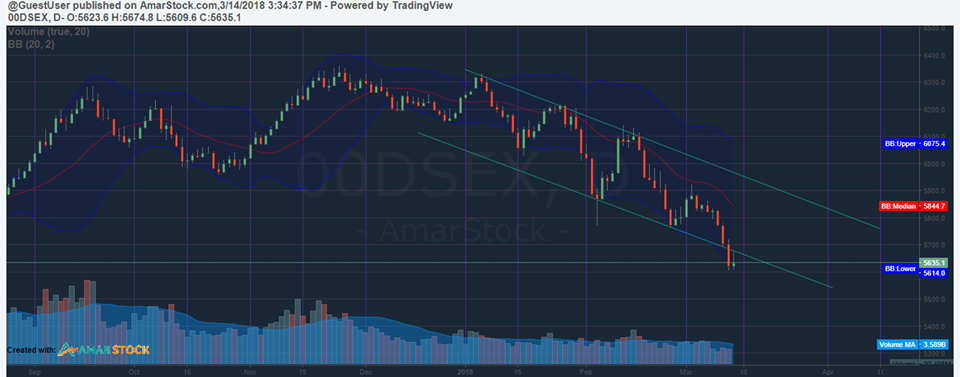 @GuestUser published on AmarStock.com,3/14/2018 3:34:37 PM - Powered by TradingView
00DSEX, D- O:5623.6 H:5674.8 L:5609.6 C:5635.1
Volume (true, 20)
BB (20, 2)
6500.0
6400.0
6300.0
6200.0
6100.0
BB:Upper 6075.4
5900.0
BB:Median 5844.7
5800.0
5700.0
5635.1
BB:Lower 5614.0
5500.0
5400.0
Volume MA 3.589B
5300.0
00DSEX, D
- AmarStock -
Created with: AMARSTOCK
Sep Oct Nov Dec 2018 15 Feb Mar 18 Apr 11